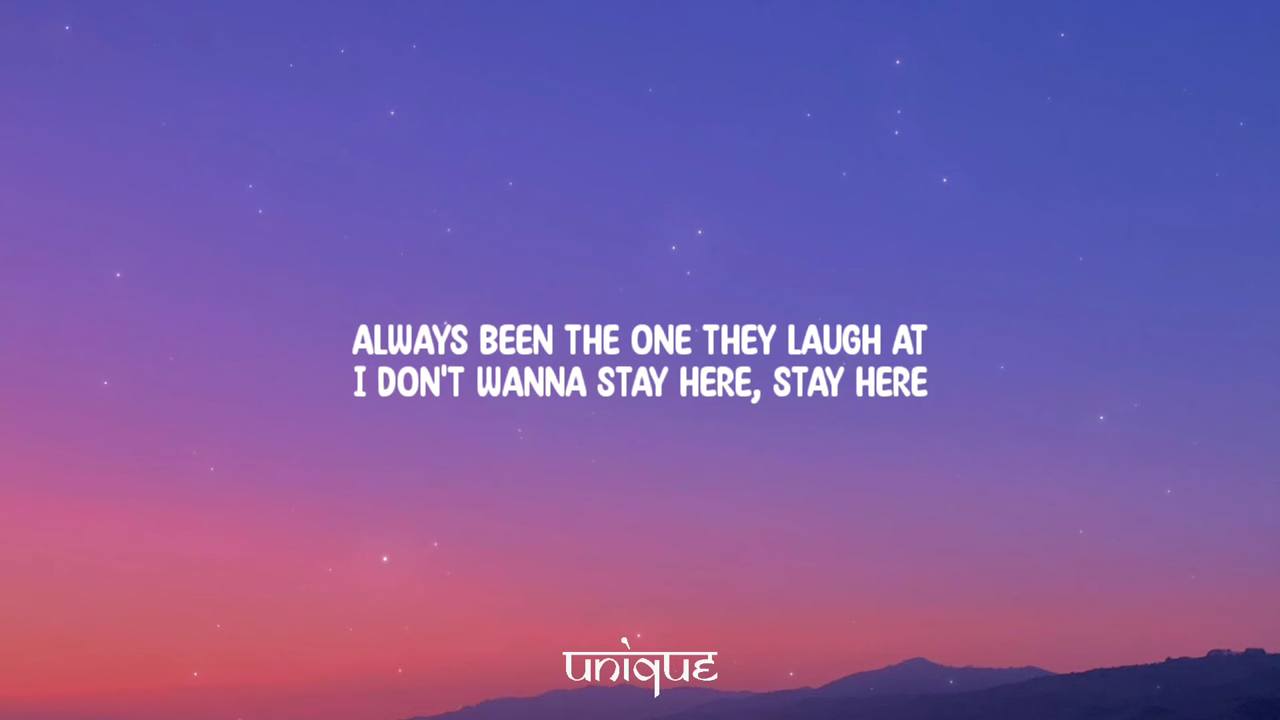 ALWAYS BEEN THE ONE THEY LAUGH AT
I DON'T WANNA STAY HERE, STAY HERE
unique